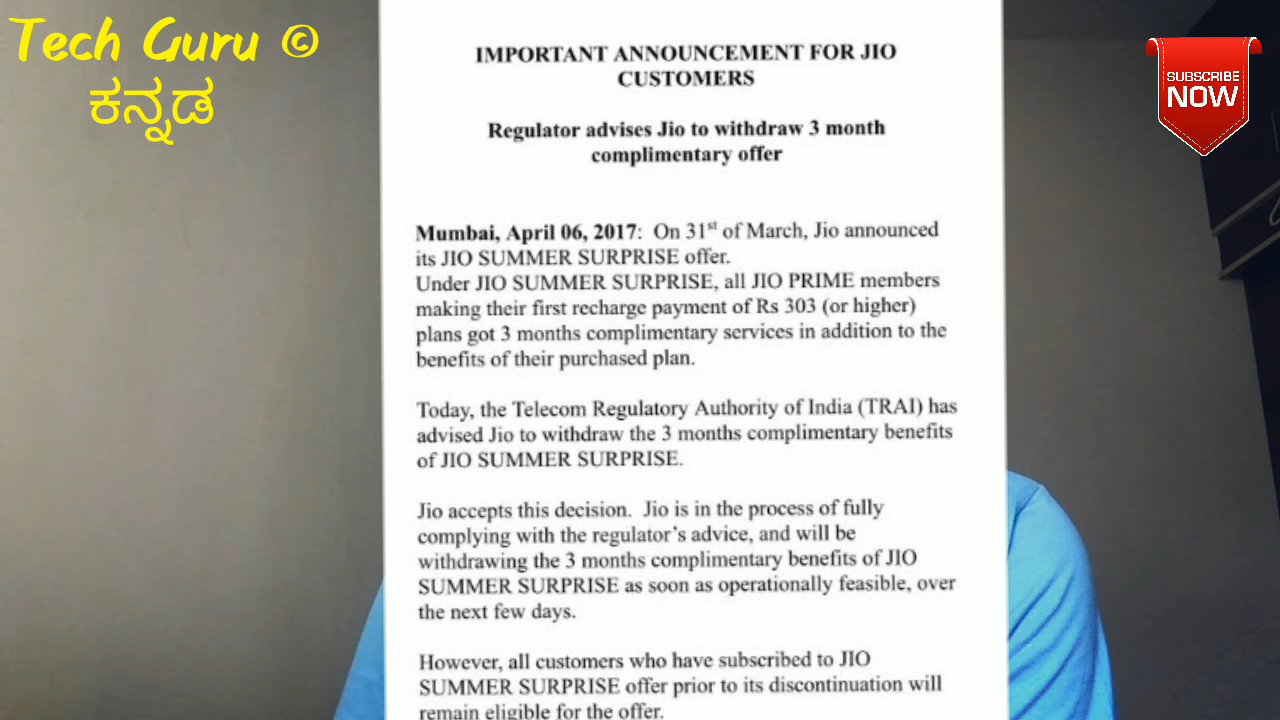 Tech Guru ©
ಕನ್ನಡ
SUBSCRIBE
NOW
IMPORTANT ANNOUNCEMENT FOR JIO
CUSTOMERS
Regulator advises Jio to withdraw 3 month
complimentary offer
Mumbai, April 06, 2017: On 31st of March, Jio announced
its JIO SUMMER SURPRISE offer.
Under JIO SUMMER SURPRISE, all JIO PRIME members
making their first recharge payment of Rs 303 (or higher)
plans got 3 months complimentary services in addition to the
benefits of their purchased plan.
Today, the Telecom Regulatory Authority of India (TRAI) has
advised Jio to withdraw the 3 months complimentary benefits
of JIO SUMMER SURPRISE.
Jio accepts this decision. Jio is in the process of fully
complying with the regulator's advice, and will be
withdrawing the 3 months complimentary benefits of JIO
SUMMER SURPRISE as soon as operationally feasible, over
the next few days.
However, all customers who have subscribed to JIO
SUMMER SURPRISE offer prior to its discontinuation will
remain eligible for the offer.